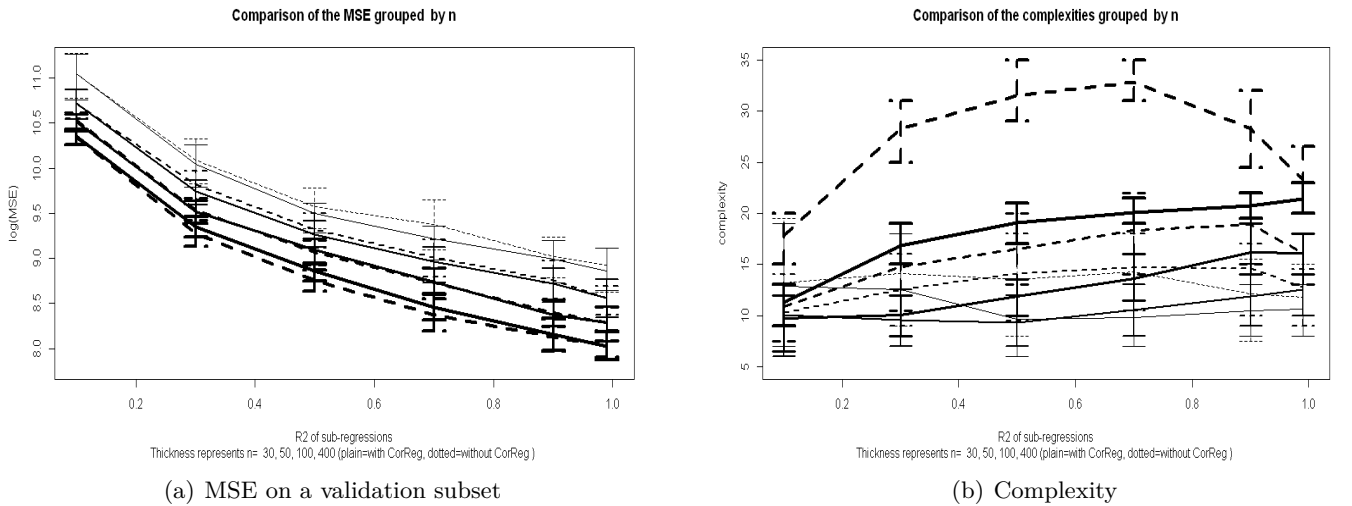 Comparison of the MSE grouped by n
log(MSE)
11.0
10.5
10.0
9.5
9.0
8.5
8.0
0.2 0.4 0.6 0.8 1.0
R2 of sub-regressions
Thickness represents n= 30, 50, 100, 400 (plain=with CorReg, dotted=without CorReg )
(a) MSE on a validation subset
Comparison of the complexities grouped by n
complexity
35
30
25
20
15
10
5
0.2 0.4 0.6 0.8 1.0
R2 of sub-regressions
Thickness represents n= 30, 50, 100, 400 (plain=with CorReg, dotted=without CorReg )
(b) Complexity